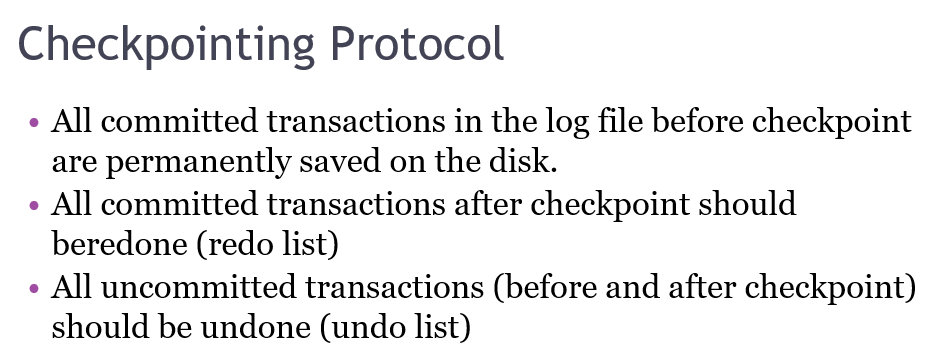 Checkpointing Protocol
• All committed transactions in the log file before checkpoint
are permanently saved on the disk.
• All committed transactions after checkpoint should
beredone (redo list)
• All uncommitted transactions (before and after checkpoint)
should be undone (undo list)